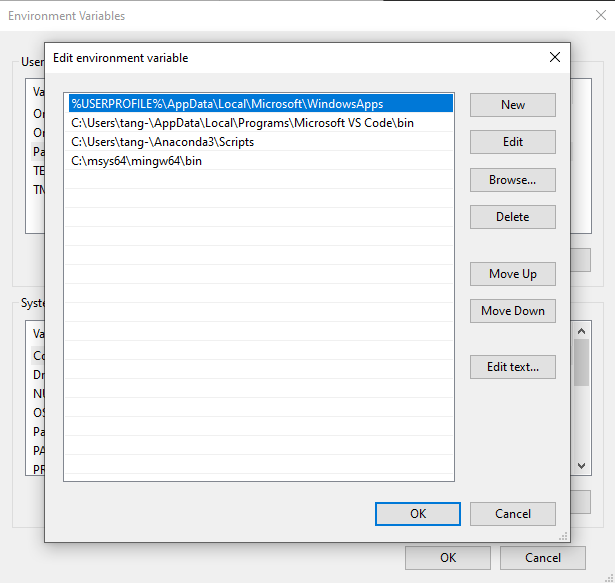 Environment Variables
Edit environment variable
User
Va
Or
Or
Pa
TE
TM
%USERPROFILE%\AppData\Local\Microsoft\WindowsApps
C:\Users\tang-\AppData\Local\Programs\Microsoft VS Code\bin
C:\Users\tang-\Anaconda3\Scripts
C:\msys64\mingw64\bin
New
Edit
Browse...
Delete
Move Up
Move Down
Edit text...
Syste
Va
Co
Dr
NU
OS
Pa
PA
PR
OK
Cancel
OK
Cancel